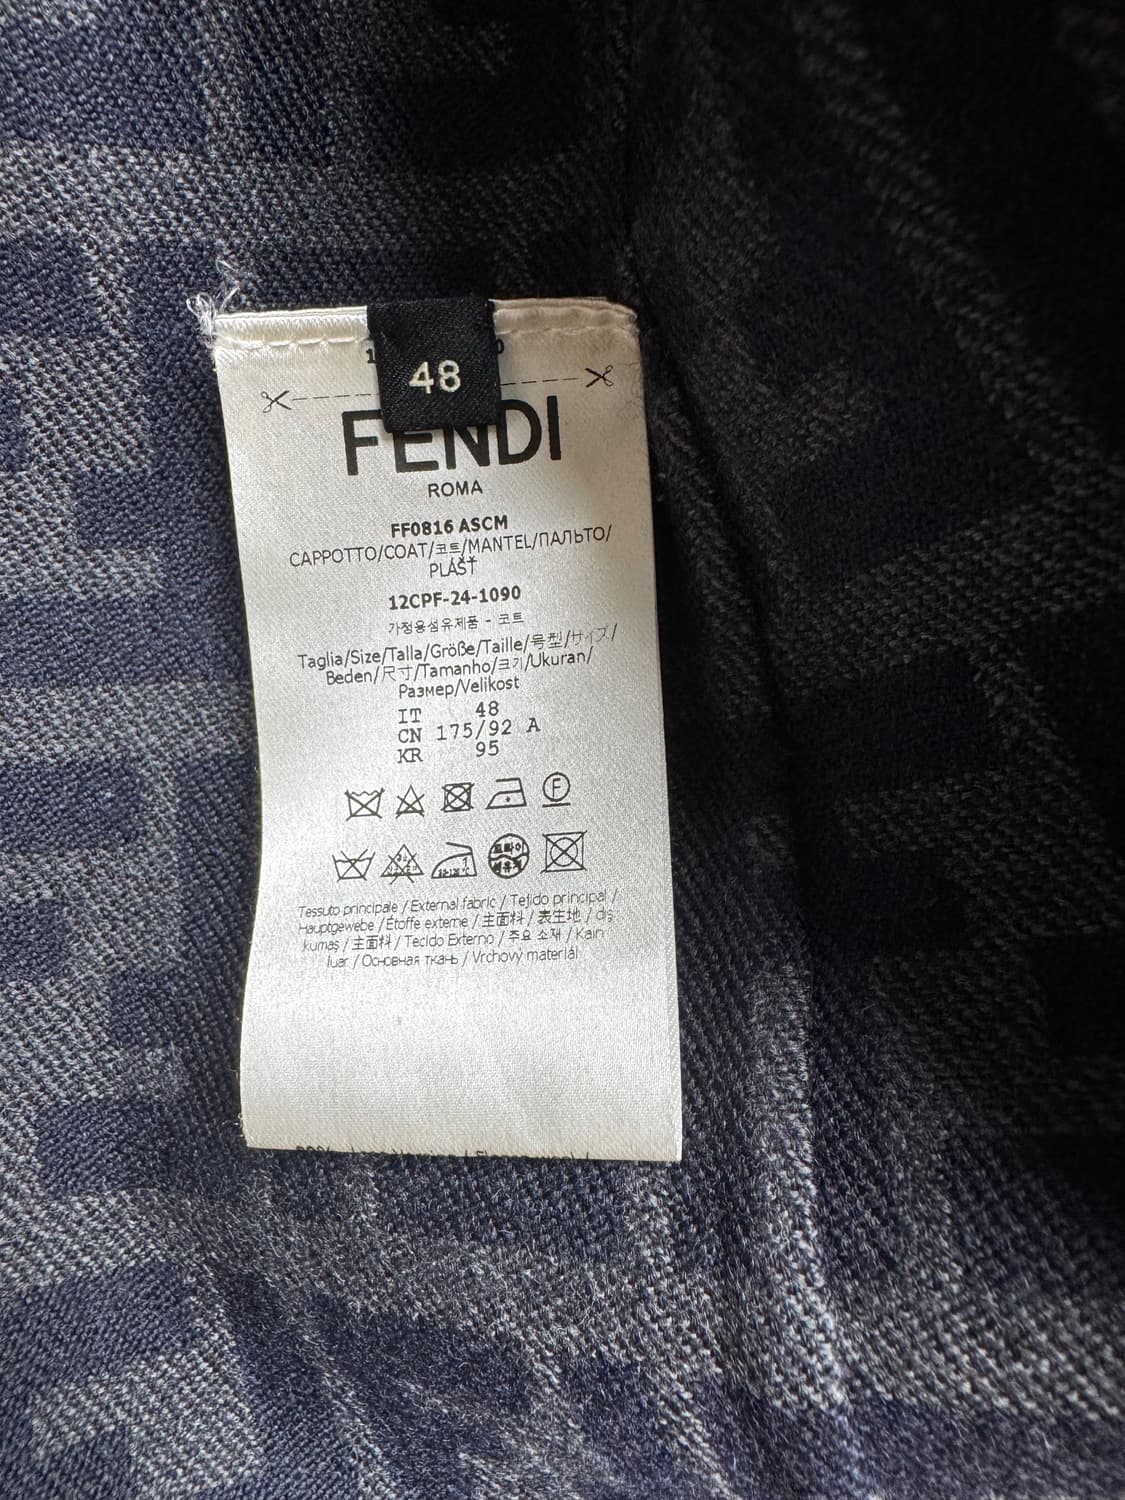 48
FENDI
ROMA
FF0816 ASCM
CAPPOTTO/COAT/코트/MANTEL/ПАЛЬТО/
PLÁŠŤ
12CPF-24-1090
가정용섬유제품 - 코트
Taglia/Size/Talla/Größe/Taille/号型/サイズ/
Beden/尺寸/Tamanho/크기/Ukuran/
Размер/Velikost
IT 48
CN 175/92 A
KR 95
F
Tessuto principale / External fabric / Tejido principal /
Hauptgewebe / Étoffe externe / 主面料 / 表生地 / dış
kumaş / 主面料 / Tecido Externo / 주요 소재 / Kain
luar / Основная ткань / Vrchový materiál